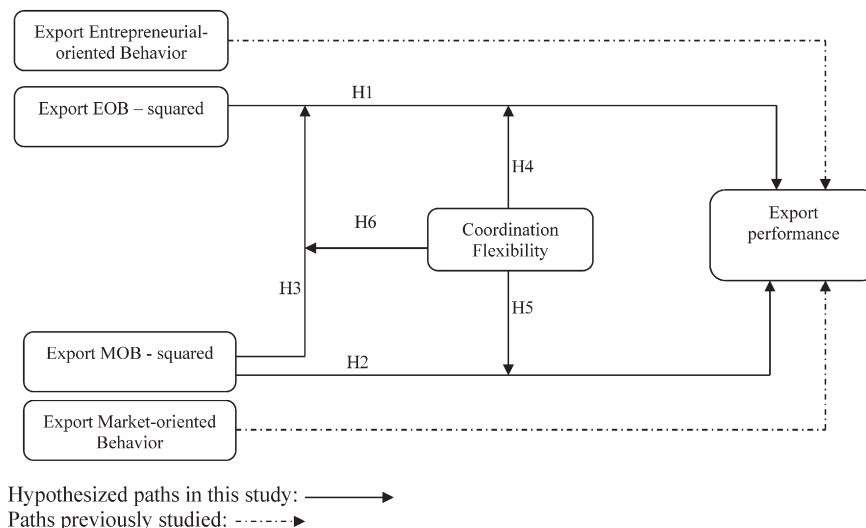 Export Entrepreneurial-
oriented Behavior
Export EOB – squared
H1
H4
Coordination
Flexibility
H6
Export
performance
H3
H5
Export MOB - squared
H2
Export Market-oriented
Behavior
Hypothesized paths in this study:
Paths previously studied: